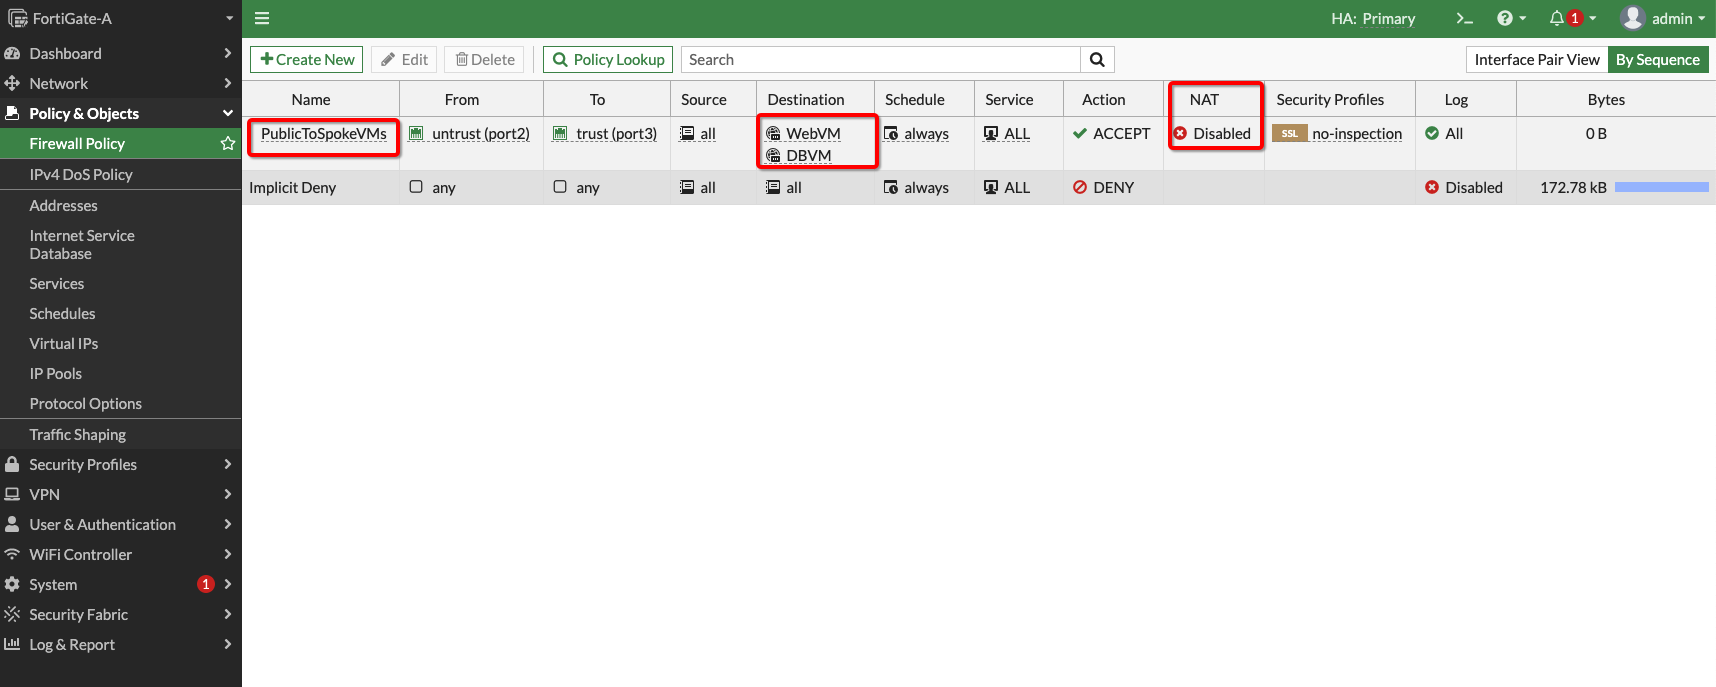 FortiGate-A
HA: Primary
1
admin
Dashboard
Network
Policy & Objects
Firewall Policy
IPv4 DoS Policy
Addresses
Internet Service
Database
Services
Schedules
Virtual IPs
IP Pools
Protocol Options
Traffic Shaping
Security Profiles
VPN
User & Authentication
WiFi Controller
System 1
Security Fabric
Log & Report
Create New Edit Delete Policy Lookup Search Interface Pair View By Sequence
Name From To Source Destination Schedule Service Action NAT Security Profiles Log Bytes
PublicToSpokeVMs untrust (port2) trust (port3) all WebVM always ALL ACCEPT Disabled SSL no-inspection All 0 B
DBVM
Implicit Deny any any all all always ALL DENY Disabled 172.78 kB